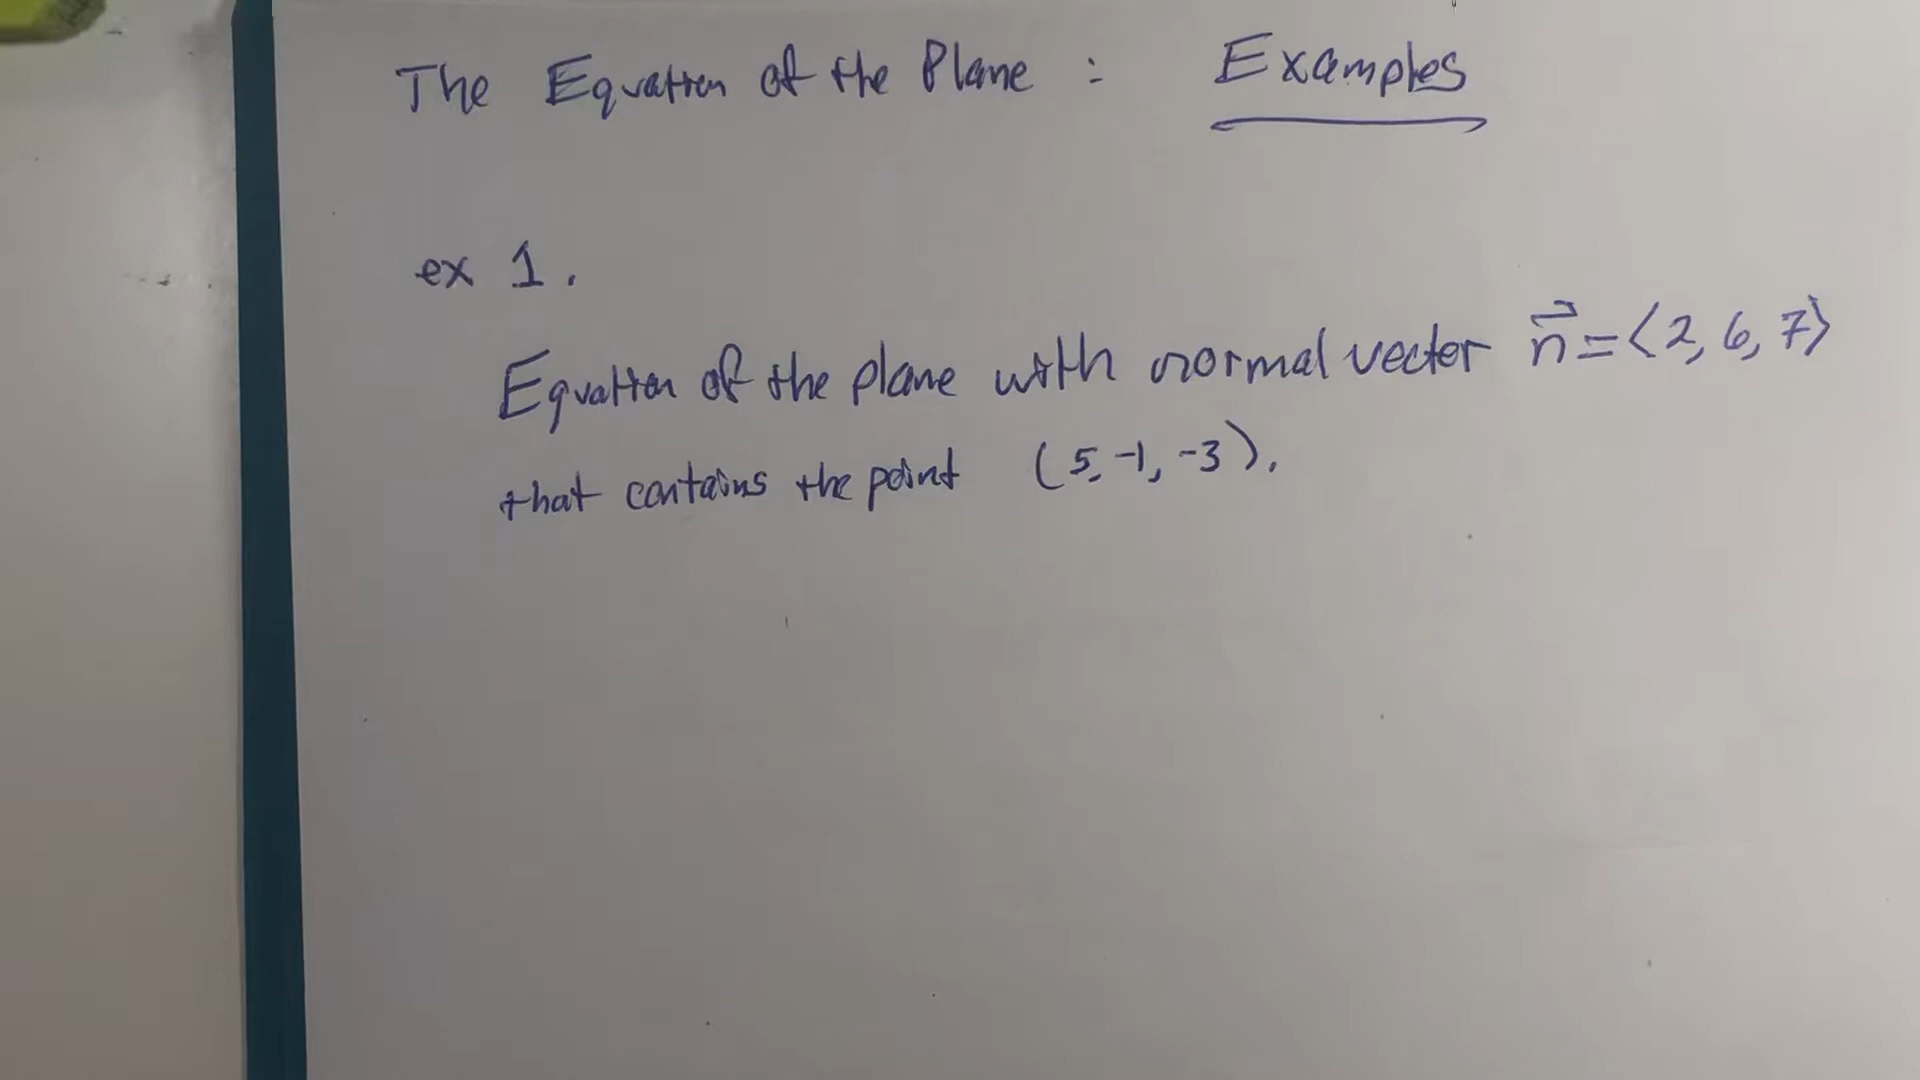 The Equation of the Plane : Examples
ex 1.
Equation of the plane with normal vector n⃗ = ⟨2, 6, 7⟩
that contains the point (5, -1, -3).